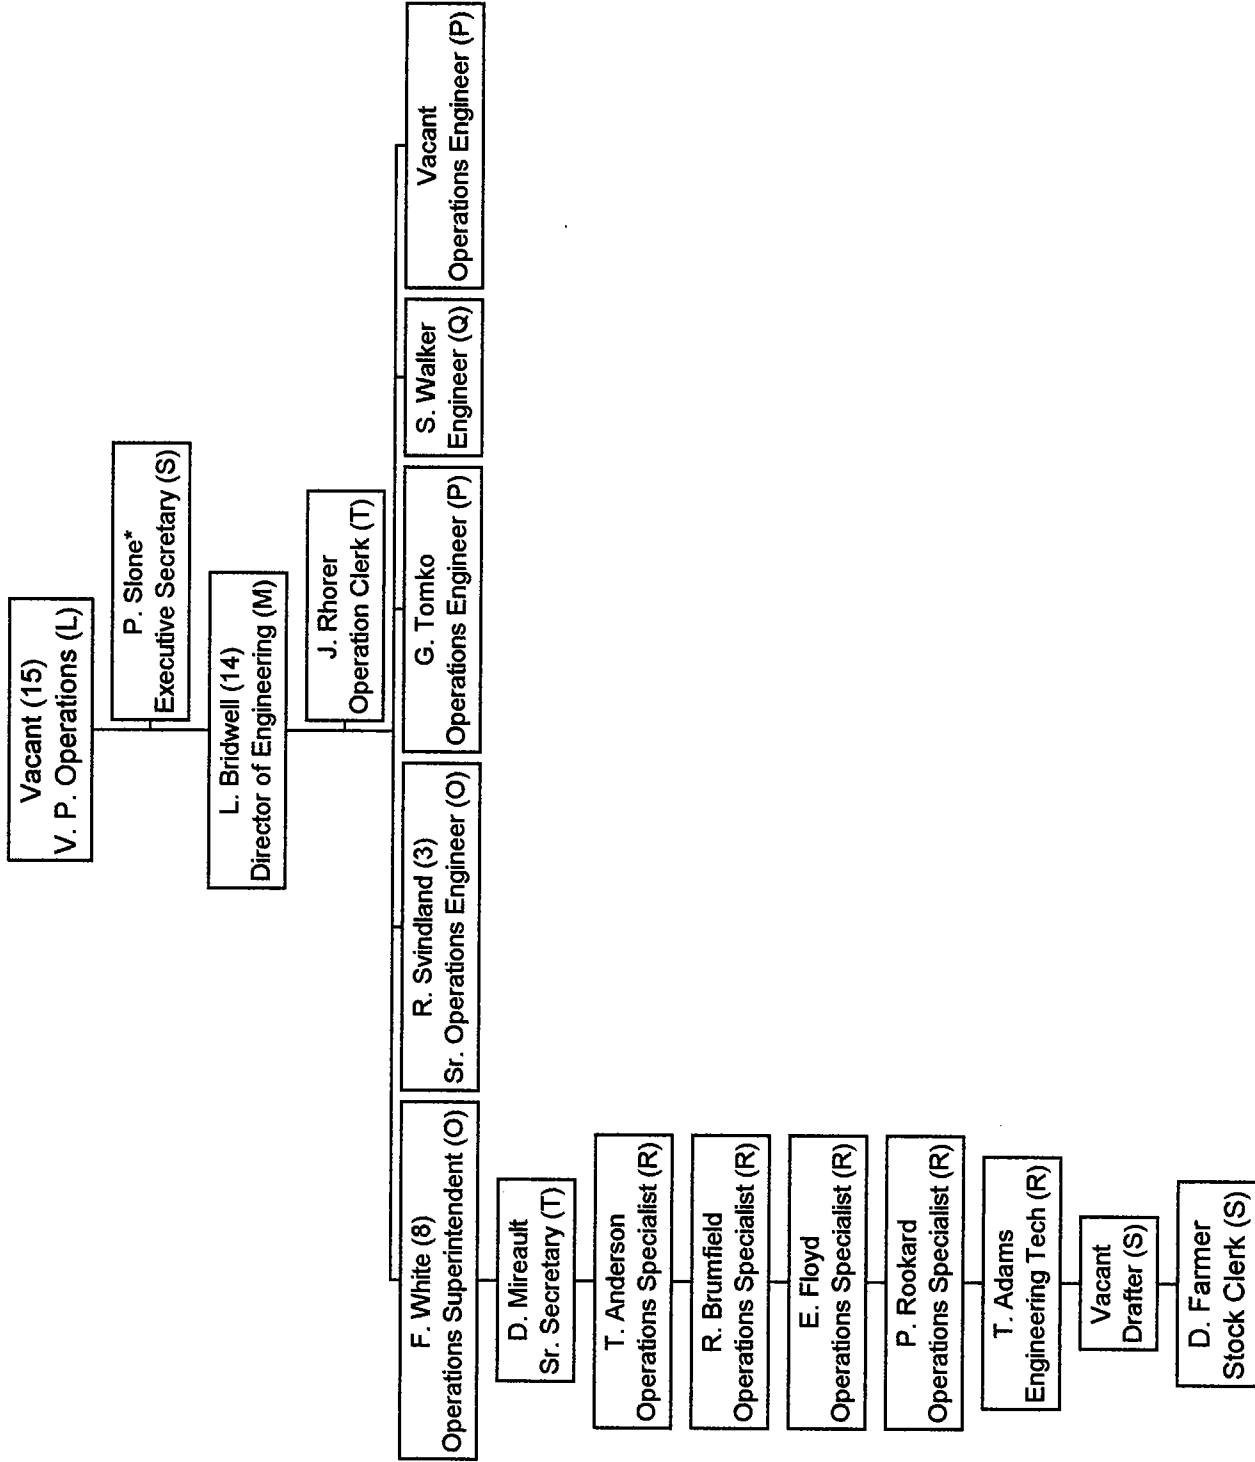 Vacant (15)
V. P. Operations (L)
P. Slone*
Executive Secretary (S)
L. Bridwell (14)
Director of Engineering (M)
J. Rhorer
Operation Clerk (T)
F. White (8)
Operations Superintendent (O)
R. Svindland (3)
Sr. Operations Engineer (O)
G. Tomko
Operations Engineer (P)
S. Walker
Engineer (Q)
Vacant
Operations Engineer (P)
D. Mireault
Sr. Secretary (T)
T. Anderson
Operations Specialist (R)
R. Brumfield
Operations Specialist (R)
E. Floyd
Operations Specialist (R)
P. Rookard
Operations Specialist (R)
T. Adams
Engineering Tech (R)
Vacant
Drafter (S)
D. Farmer
Stock Clerk (S)